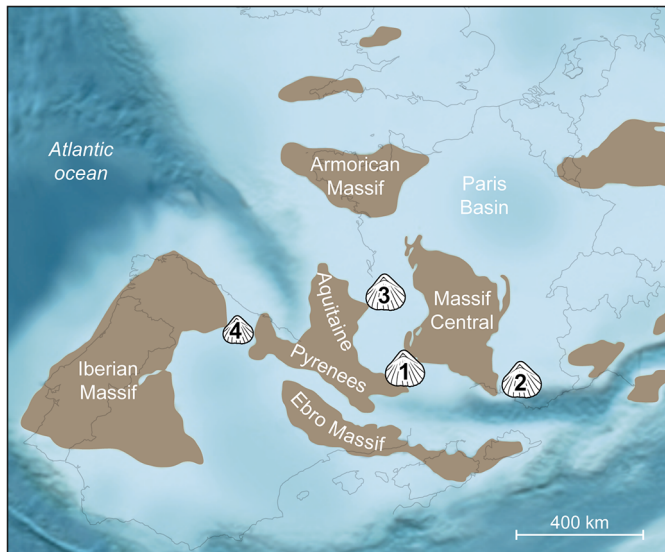 Atlantic
ocean
Armorican
Massif
Paris
Basin
3
Aquitaine
Massif
Central
4
Iberian
Massif
Pyrenees
1
2
Ebro Massif
400 km